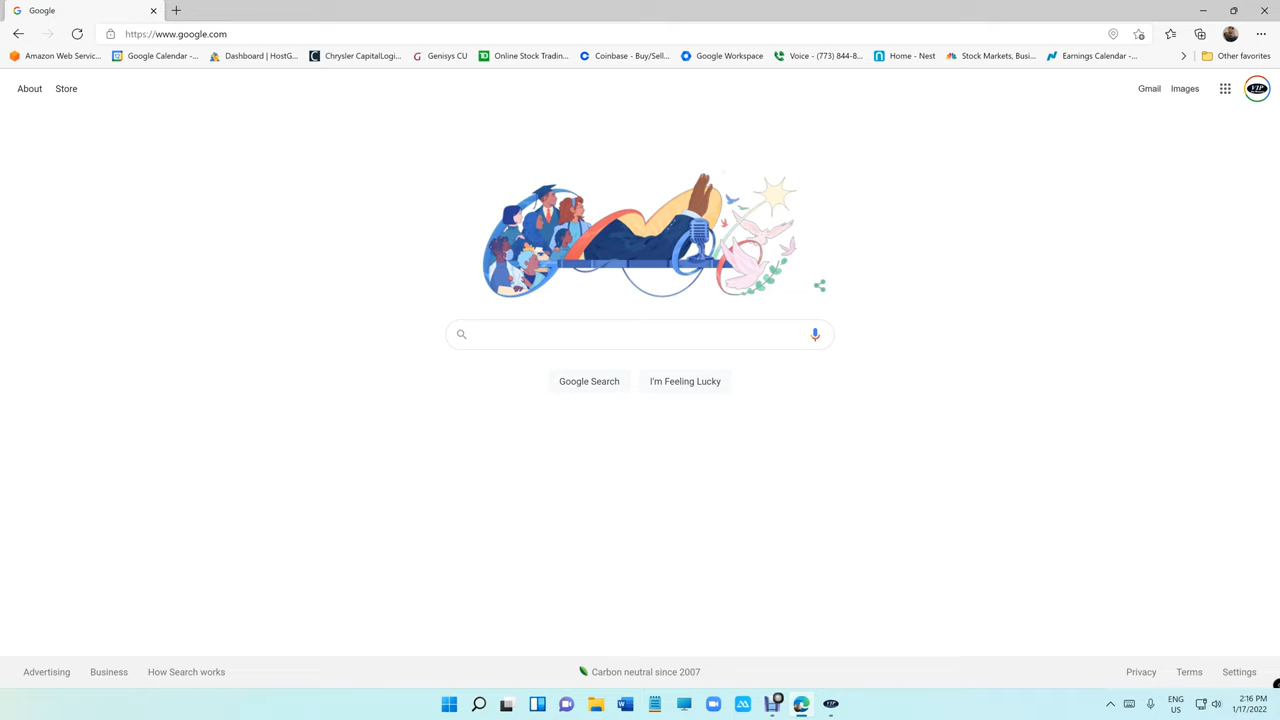 Google
https://www.google.com
Amazon Web Servic... Google Calendar -... Dashboard | HostG... Chrysler CapitalLogi... Genisys CU Online Stock Tradin... Coinbase - Buy/Sell... Google Workspace Voice - (773) 844-8... Home - Nest Stock Markets, Busi... Earnings Calendar -... Other favorites
About Store Gmail Images VIP
Google Search I'm Feeling Lucky
Advertising Business How Search works Carbon neutral since 2007 Privacy Terms Settings
ENG 2:16 PM
US 1/17/2022